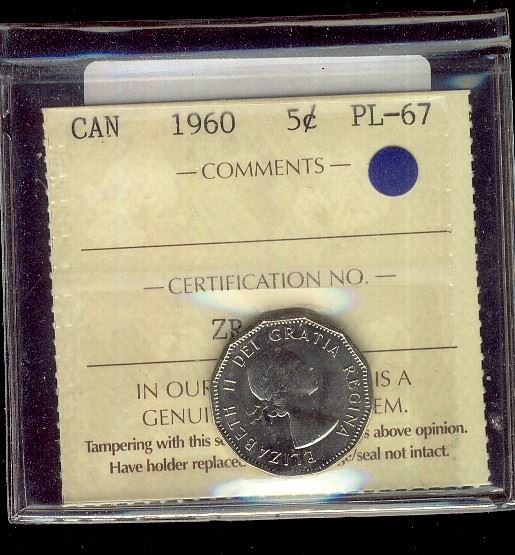 CAN 1960 5¢ PL-67
— COMMENTS —
— CERTIFICATION NO. —
ZR
IN OUR IS A
GENUI EM.
Tampering with this above opinion.
Have holder replaced /seal not intact.
ELIZABETH II DEI GRATIA REGINA